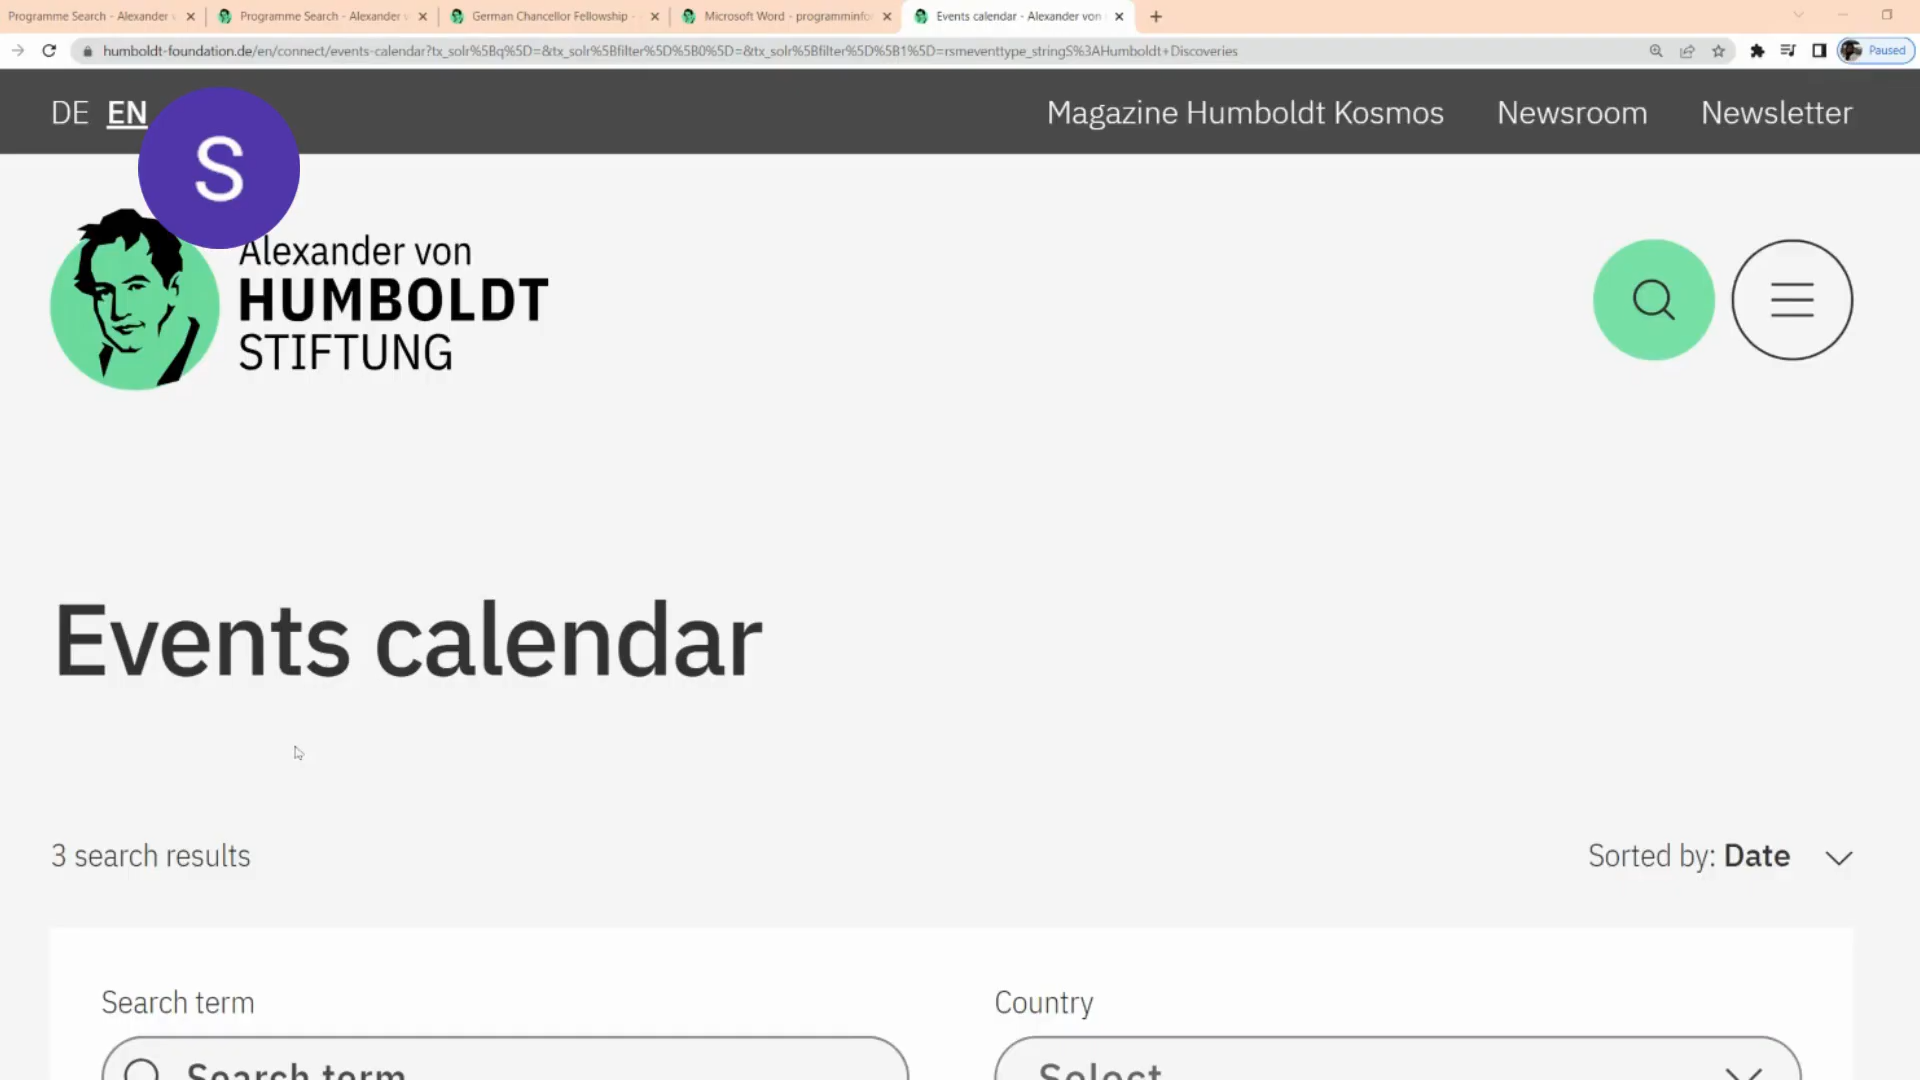 Programme Search - Alexander
Programme Search - Alexander
German Chancellor Fellowship -
Microsoft Word - programminfo
Events calendar - Alexander von
humboldt-foundation.de/en/connect/events-calendar?tx_solr%5Bq%5D=&tx_solr%5Bfilter%5D%5B0%5D=&tx_solr%5Bfilter%5D%5B1%5D=rsmeventtype_stringS%3AHumboldt+Discoveries
Paused
DE EN
Magazine Humboldt Kosmos
Newsroom
Newsletter
S
Alexander von
HUMBOLDT
STIFTUNG
Events calendar
3 search results
Sorted by: Date
Search term
Country
Search term
Select